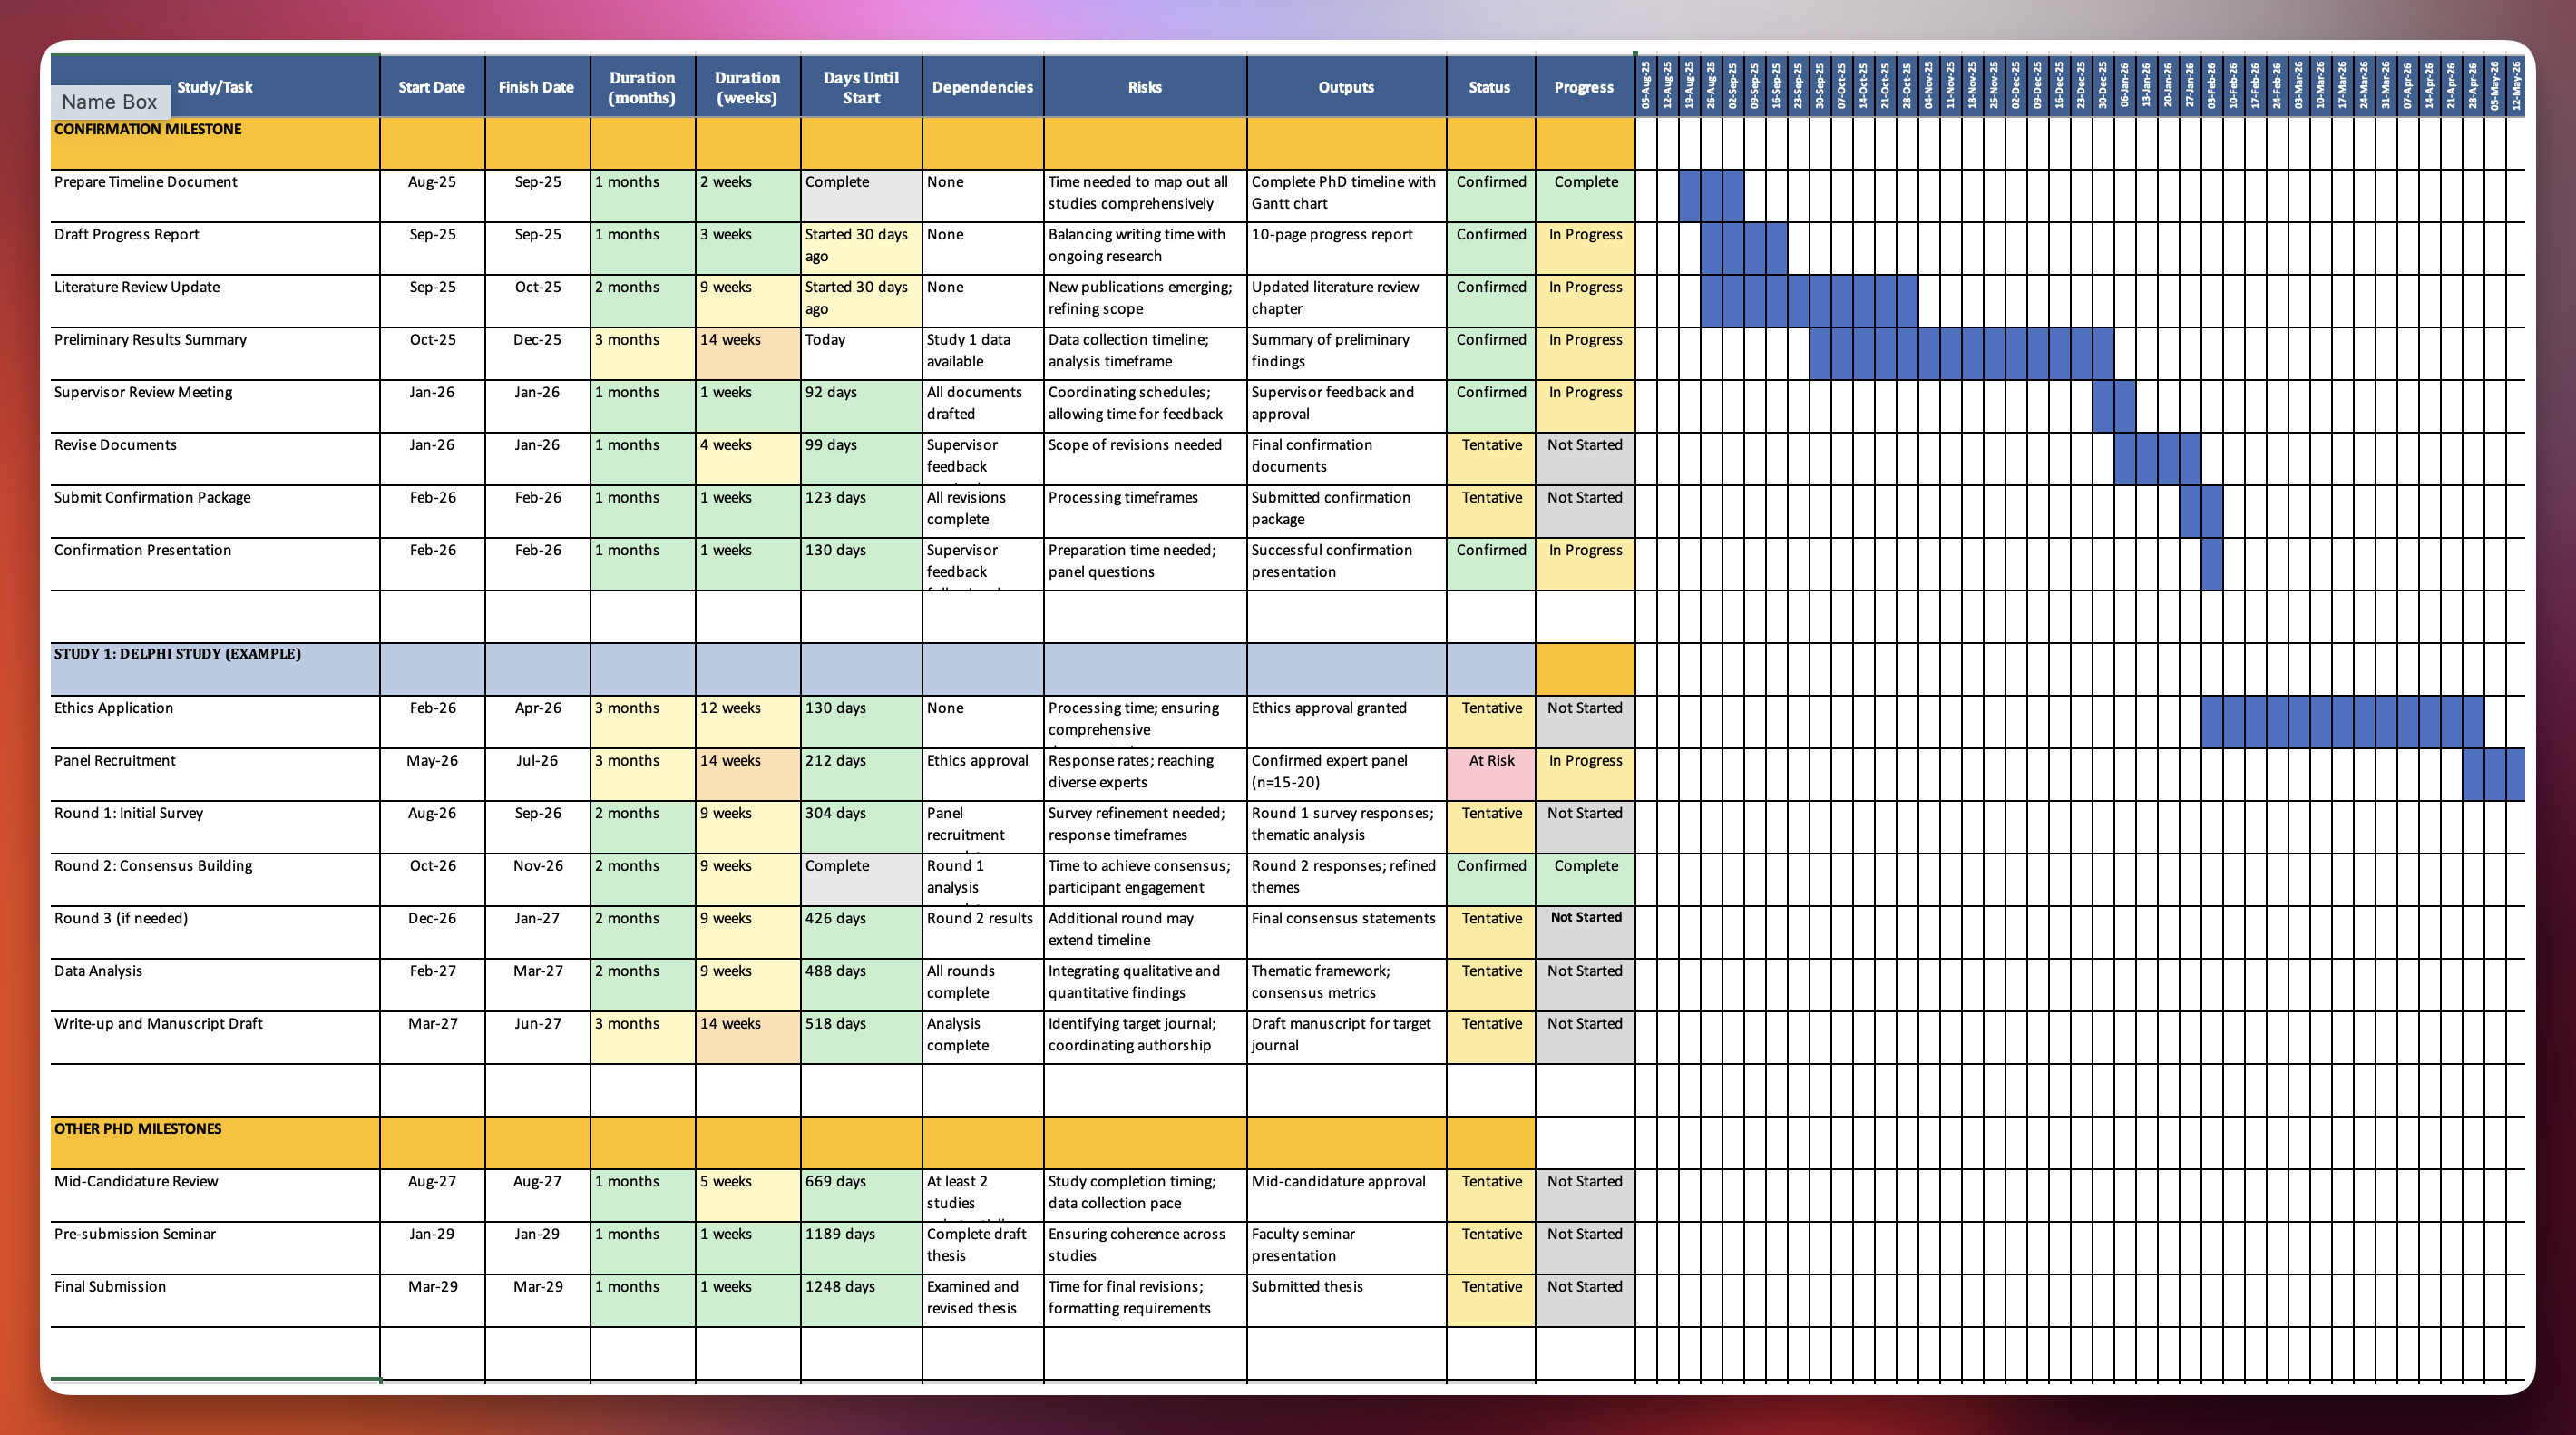 Study/Task Start Date Finish Date Duration (months) Duration (weeks) Days Until Start Dependencies Risks Outputs Status Progress 05-Aug-25 12-Aug-25 19-Aug-25 26-Aug-25 02-Sep-25 09-Sep-25 16-Sep-25 23-Sep-25 30-Sep-25 07-Oct-25 14-Oct-25 21-Oct-25 28-Oct-25 04-Nov-25 11-Nov-25 18-Nov-25 25-Nov-25 02-Dec-25 09-Dec-25 16-Dec-25 23-Dec-25 30-Dec-25 06-Jan-26 13-Jan-26 20-Jan-26 27-Jan-26 03-Feb-26 10-Feb-26 17-Feb-26 24-Feb-26 03-Mar-26 10-Mar-26 17-Mar-26 24-Mar-26 31-Mar-26 07-Apr-26 14-Apr-26 21-Apr-26 28-Apr-26 05-May-26 12-May-26
Name Box
CONFIRMATION MILESTONE
Prepare Timeline Document Aug-25 Sep-25 1 months 2 weeks Complete None Time needed to map out all studies comprehensively Complete PhD timeline with Gantt chart Confirmed Complete
Draft Progress Report Sep-25 Sep-25 1 months 3 weeks Started 30 days ago None Balancing writing time with ongoing research 10-page progress report Confirmed In Progress
Literature Review Update Sep-25 Oct-25 2 months 9 weeks Started 30 days ago None New publications emerging; refining scope Updated literature review chapter Confirmed In Progress
Preliminary Results Summary Oct-25 Dec-25 3 months 14 weeks Today Study 1 data available Data collection timeline; analysis timeframe Summary of preliminary findings Confirmed In Progress
Supervisor Review Meeting Jan-26 Jan-26 1 months 1 weeks 92 days All documents drafted Coordinating schedules; allowing time for feedback Supervisor feedback and approval Confirmed In Progress
Revise Documents Jan-26 Jan-26 1 months 4 weeks 99 days Supervisor feedback Scope of revisions needed Final confirmation documents Tentative Not Started
Submit Confirmation Package Feb-26 Feb-26 1 months 1 weeks 123 days All revisions complete Processing timeframes Submitted confirmation package Tentative Not Started
Confirmation Presentation Feb-26 Feb-26 1 months 1 weeks 130 days Supervisor feedback Preparation time needed; panel questions Successful confirmation presentation Confirmed In Progress
STUDY 1: DELPHI STUDY (EXAMPLE)
Ethics Application Feb-26 Apr-26 3 months 12 weeks 130 days None Processing time; ensuring comprehensive Ethics approval granted Tentative Not Started
Panel Recruitment May-26 Jul-26 3 months 14 weeks 212 days Ethics approval Response rates; reaching diverse experts Confirmed expert panel (n=15-20) At Risk In Progress
Round 1: Initial Survey Aug-26 Sep-26 2 months 9 weeks 304 days Panel recruitment Survey refinement needed; response timeframes Round 1 survey responses; thematic analysis Tentative Not Started
Round 2: Consensus Building Oct-26 Nov-26 2 months 9 weeks Complete Round 1 analysis Time to achieve consensus; participant engagement Round 2 responses; refined themes Confirmed Complete
Round 3 (if needed) Dec-26 Jan-27 2 months 9 weeks 426 days Round 2 results Additional round may extend timeline Final consensus statements Tentative Not Started
Data Analysis Feb-27 Mar-27 2 months 9 weeks 488 days All rounds complete Integrating qualitative and quantitative findings Thematic framework; consensus metrics Tentative Not Started
Write-up and Manuscript Draft Mar-27 Jun-27 3 months 14 weeks 518 days Analysis complete Identifying target journal; coordinating authorship Draft manuscript for target journal Tentative Not Started
OTHER PHD MILESTONES
Mid-Candidature Review Aug-27 Aug-27 1 months 5 weeks 669 days At least 2 studies Study completion timing; data collection pace Mid-candidature approval Tentative Not Started
Pre-submission Seminar Jan-29 Jan-29 1 months 1 weeks 1189 days Complete draft thesis Ensuring coherence across studies Faculty seminar presentation Tentative Not Started
Final Submission Mar-29 Mar-29 1 months 1 weeks 1248 days Examined and revised thesis Time for final revisions; formatting requirements Submitted thesis Tentative Not Started